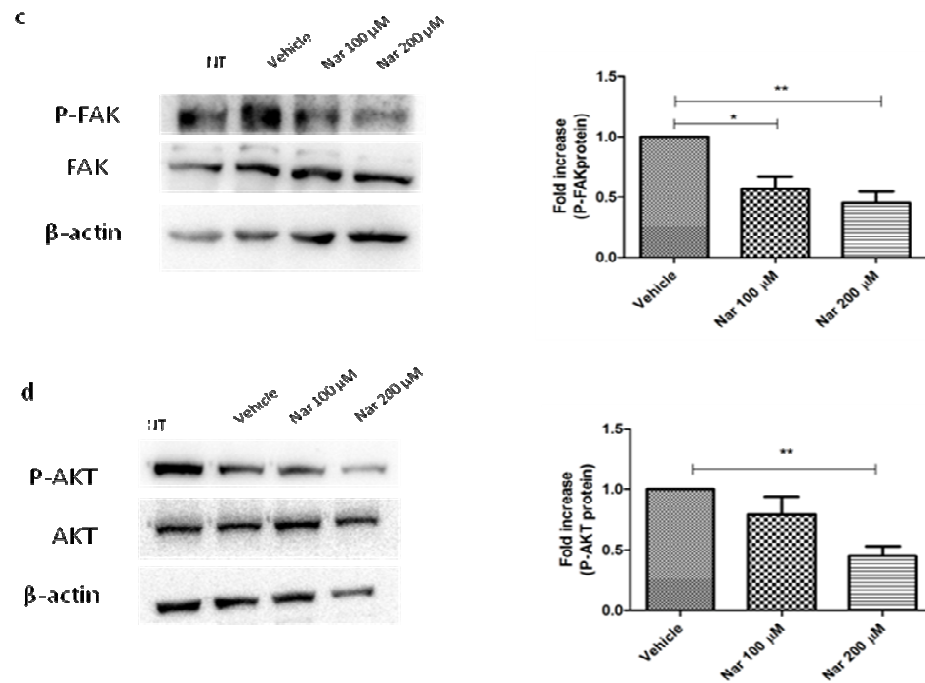 c
NT Vehicle Nar 100 μM Nar 200 μM
P-FAK
FAK
β-actin
Fold increase
(P-FAKprotein)
1.5
1.0
0.5
0.0
**
*
Vehicle
Nar 100 μM
Nar 200 μM
d
NT Vehicle Nar 100 μM Nar 200 μM
P-AKT
AKT
β-actin
Fold increase
(P-AKT protein)
1.5
1.0
0.5
0.0
**
Vehicle
Nar 100 μM
Nar 200 μM